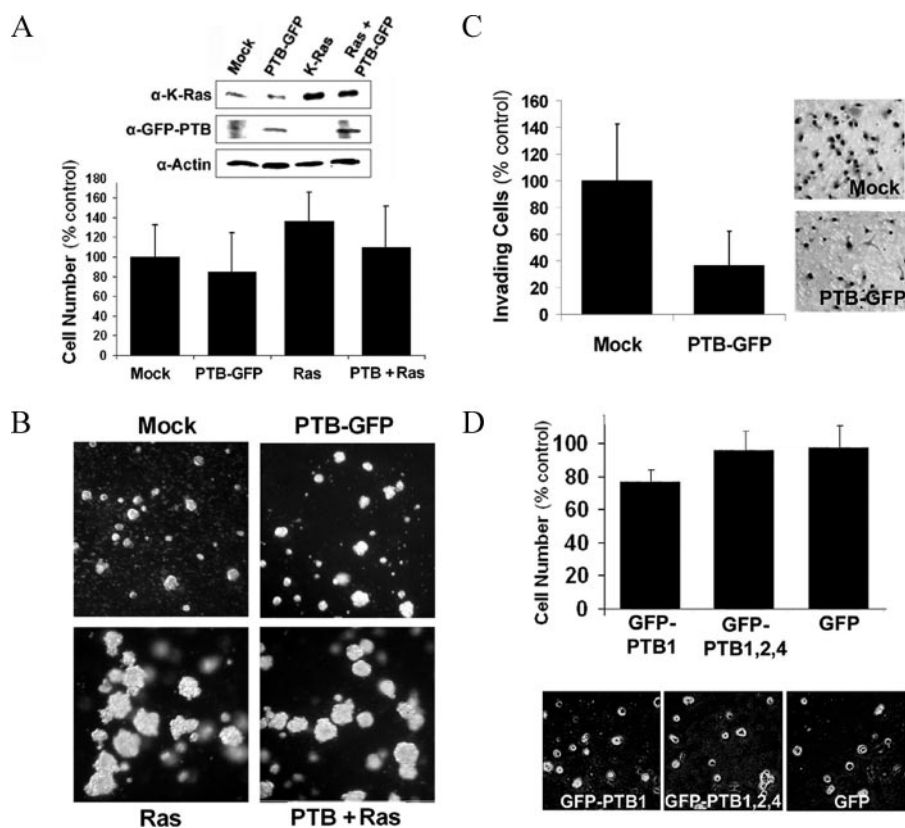 A
Mock
PTB-GFP
K-Ras
Ras +
PTB-GFP
α-K-Ras
α-GFP-PTB
α-Actin
Cell Number (% control)
180
160
140
120
100
80
60
40
20
0
Mock
PTB-GFP
Ras
PTB + Ras
B
Mock
PTB-GFP
Ras
PTB + Ras
C
Invading Cells (% control)
160
140
120
100
80
60
40
20
0
Mock
PTB-GFP
Mock
PTB-GFP
D
Cell Number (% control)
100
80
60
40
20
0
GFP-
PTB1
GFP-
PTB1,2,4
GFP
GFP-PTB1
GFP-PTB1,2,4
GFP